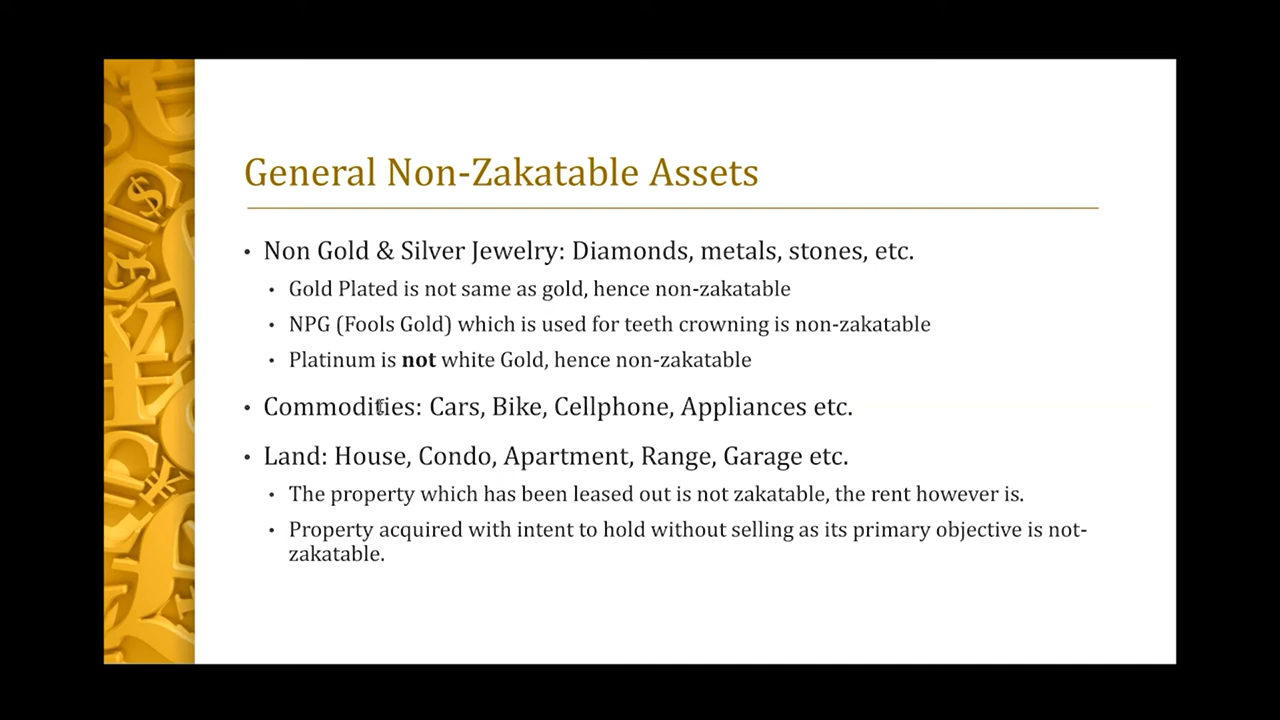 General Non-Zakatable Assets
• Non Gold & Silver Jewelry: Diamonds, metals, stones, etc.
• Gold Plated is not same as gold, hence non-zakatable
• NPG (Fools Gold) which is used for teeth crowning is non-zakatable
• Platinum is not white Gold, hence non-zakatable
• Commodities: Cars, Bike, Cellphone, Appliances etc.
• Land: House, Condo, Apartment, Range, Garage etc.
• The property which has been leased out is not zakatable, the rent however is.
• Property acquired with intent to hold without selling as its primary objective is not-
zakatable.